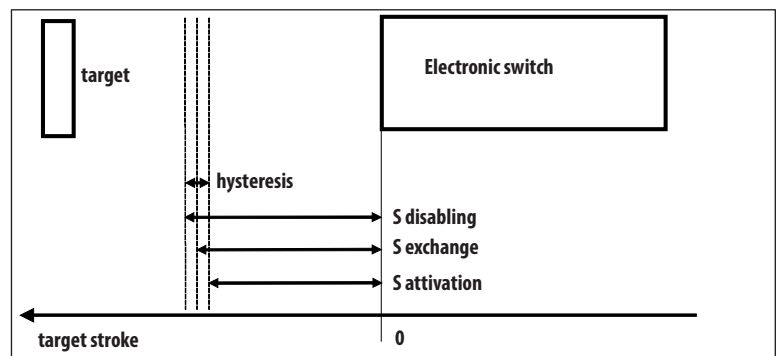 target
Electronic switch
hysteresis
S disabling
S exchange
S attivation
target stroke
0